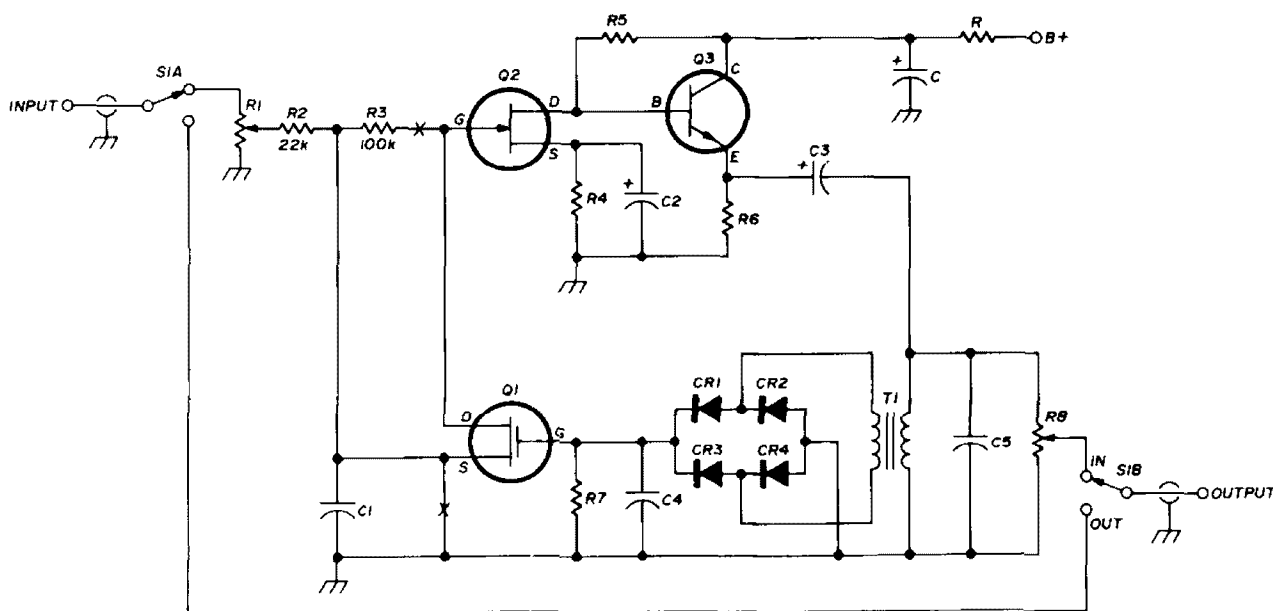 R5
R
B+
Q3
C
S1A
Q2
C
INPUT
R1
R2
R3
D
B
G
22k
100k
S
E
C3
R4
C2
R6
Q1
CR1
CR2
T1
D
G
R8
S
CR3
CR4
C5
IN
S1B
R7
C4
OUTPUT
C1
OUT